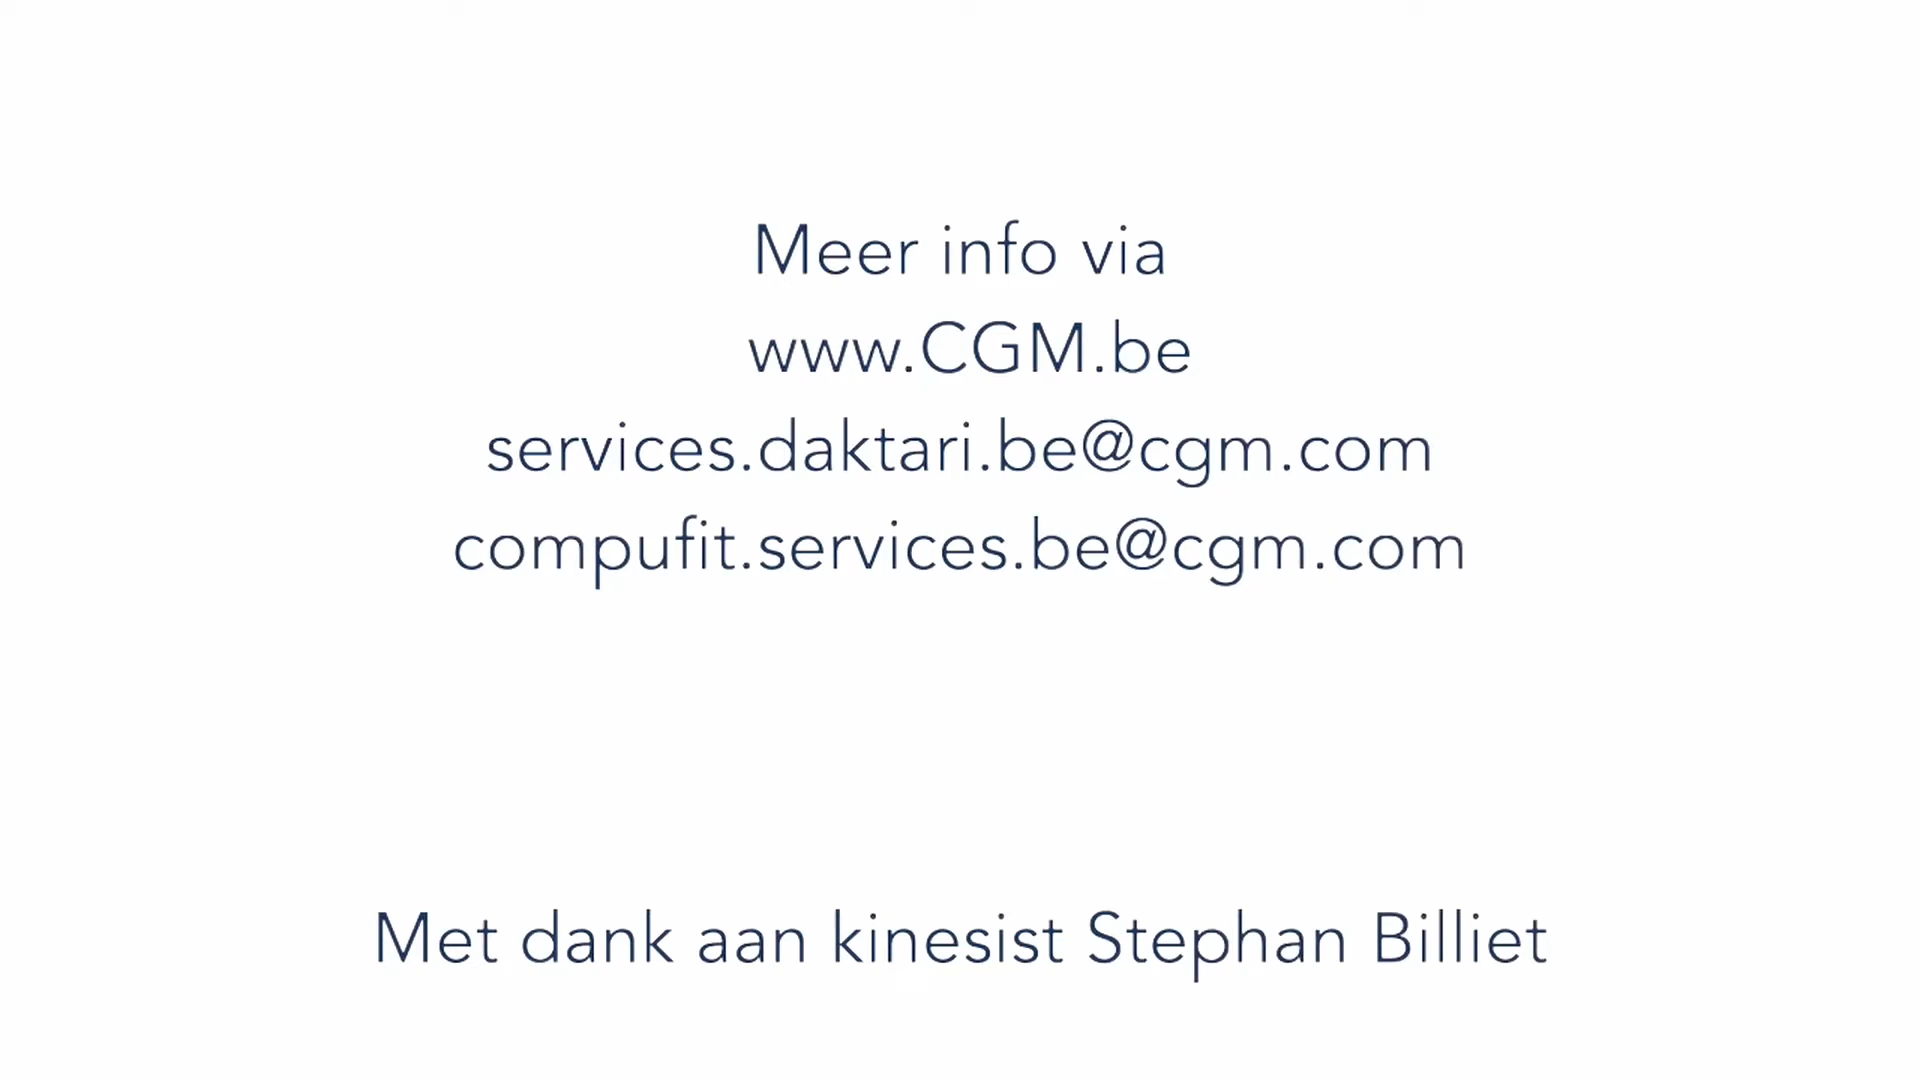 Meer info via
www.CGM.be
services.daktari.be@cgm.com
compufit.services.be@cgm.com
Met dank aan kinesist Stephan Billiet